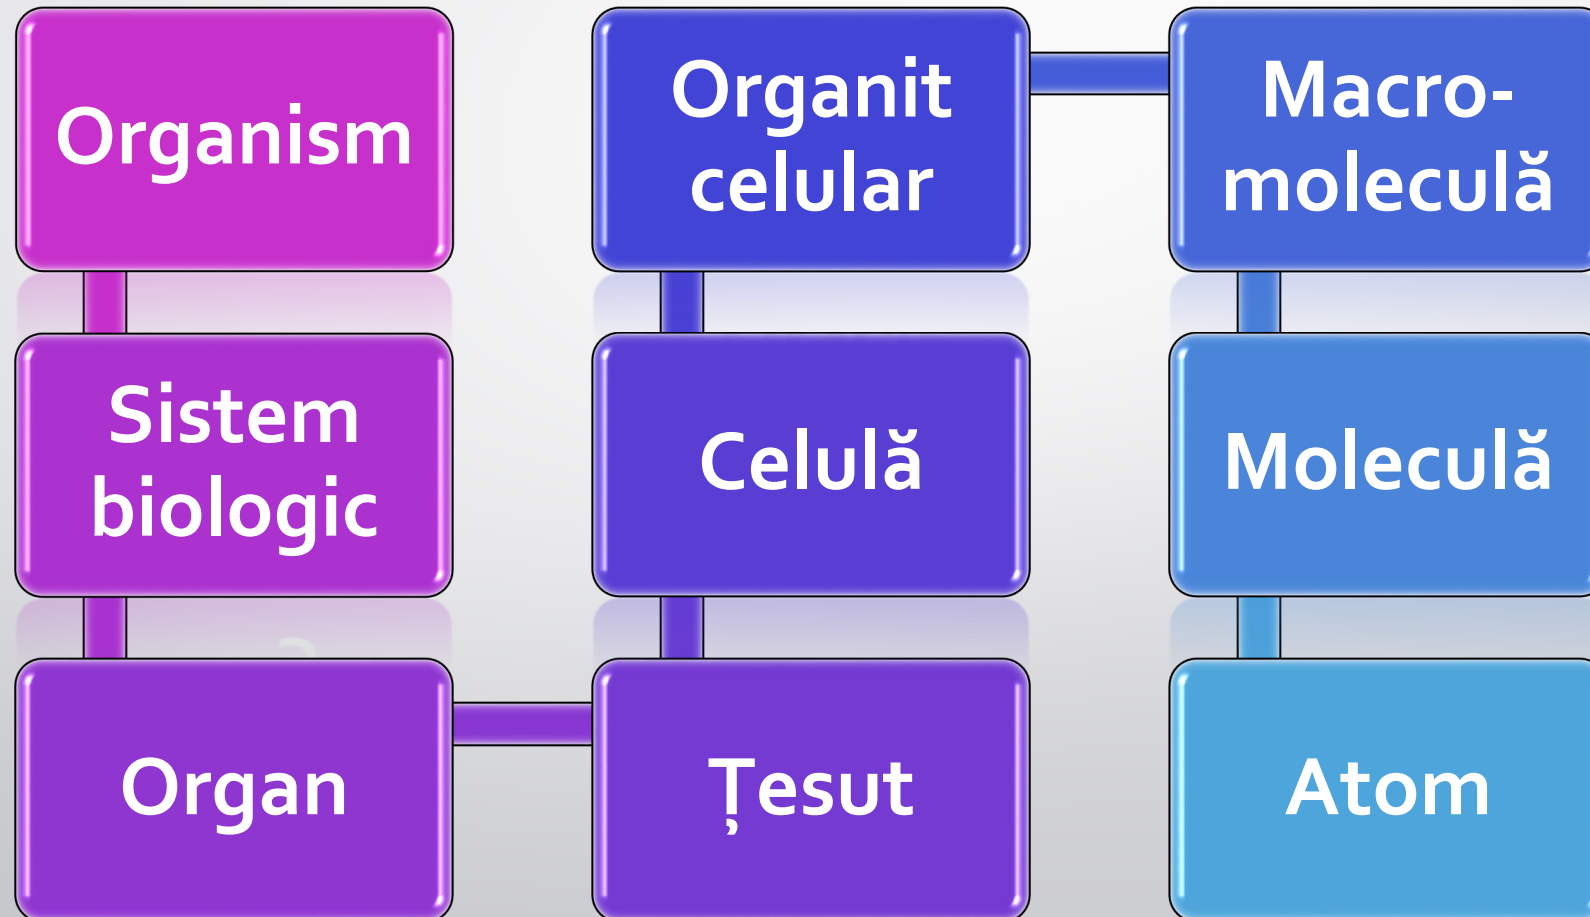 Organism
Sistem
biologic
Organ
Țesut
Celulă
Organit
celular
Macro-
moleculă
Moleculă
Atom